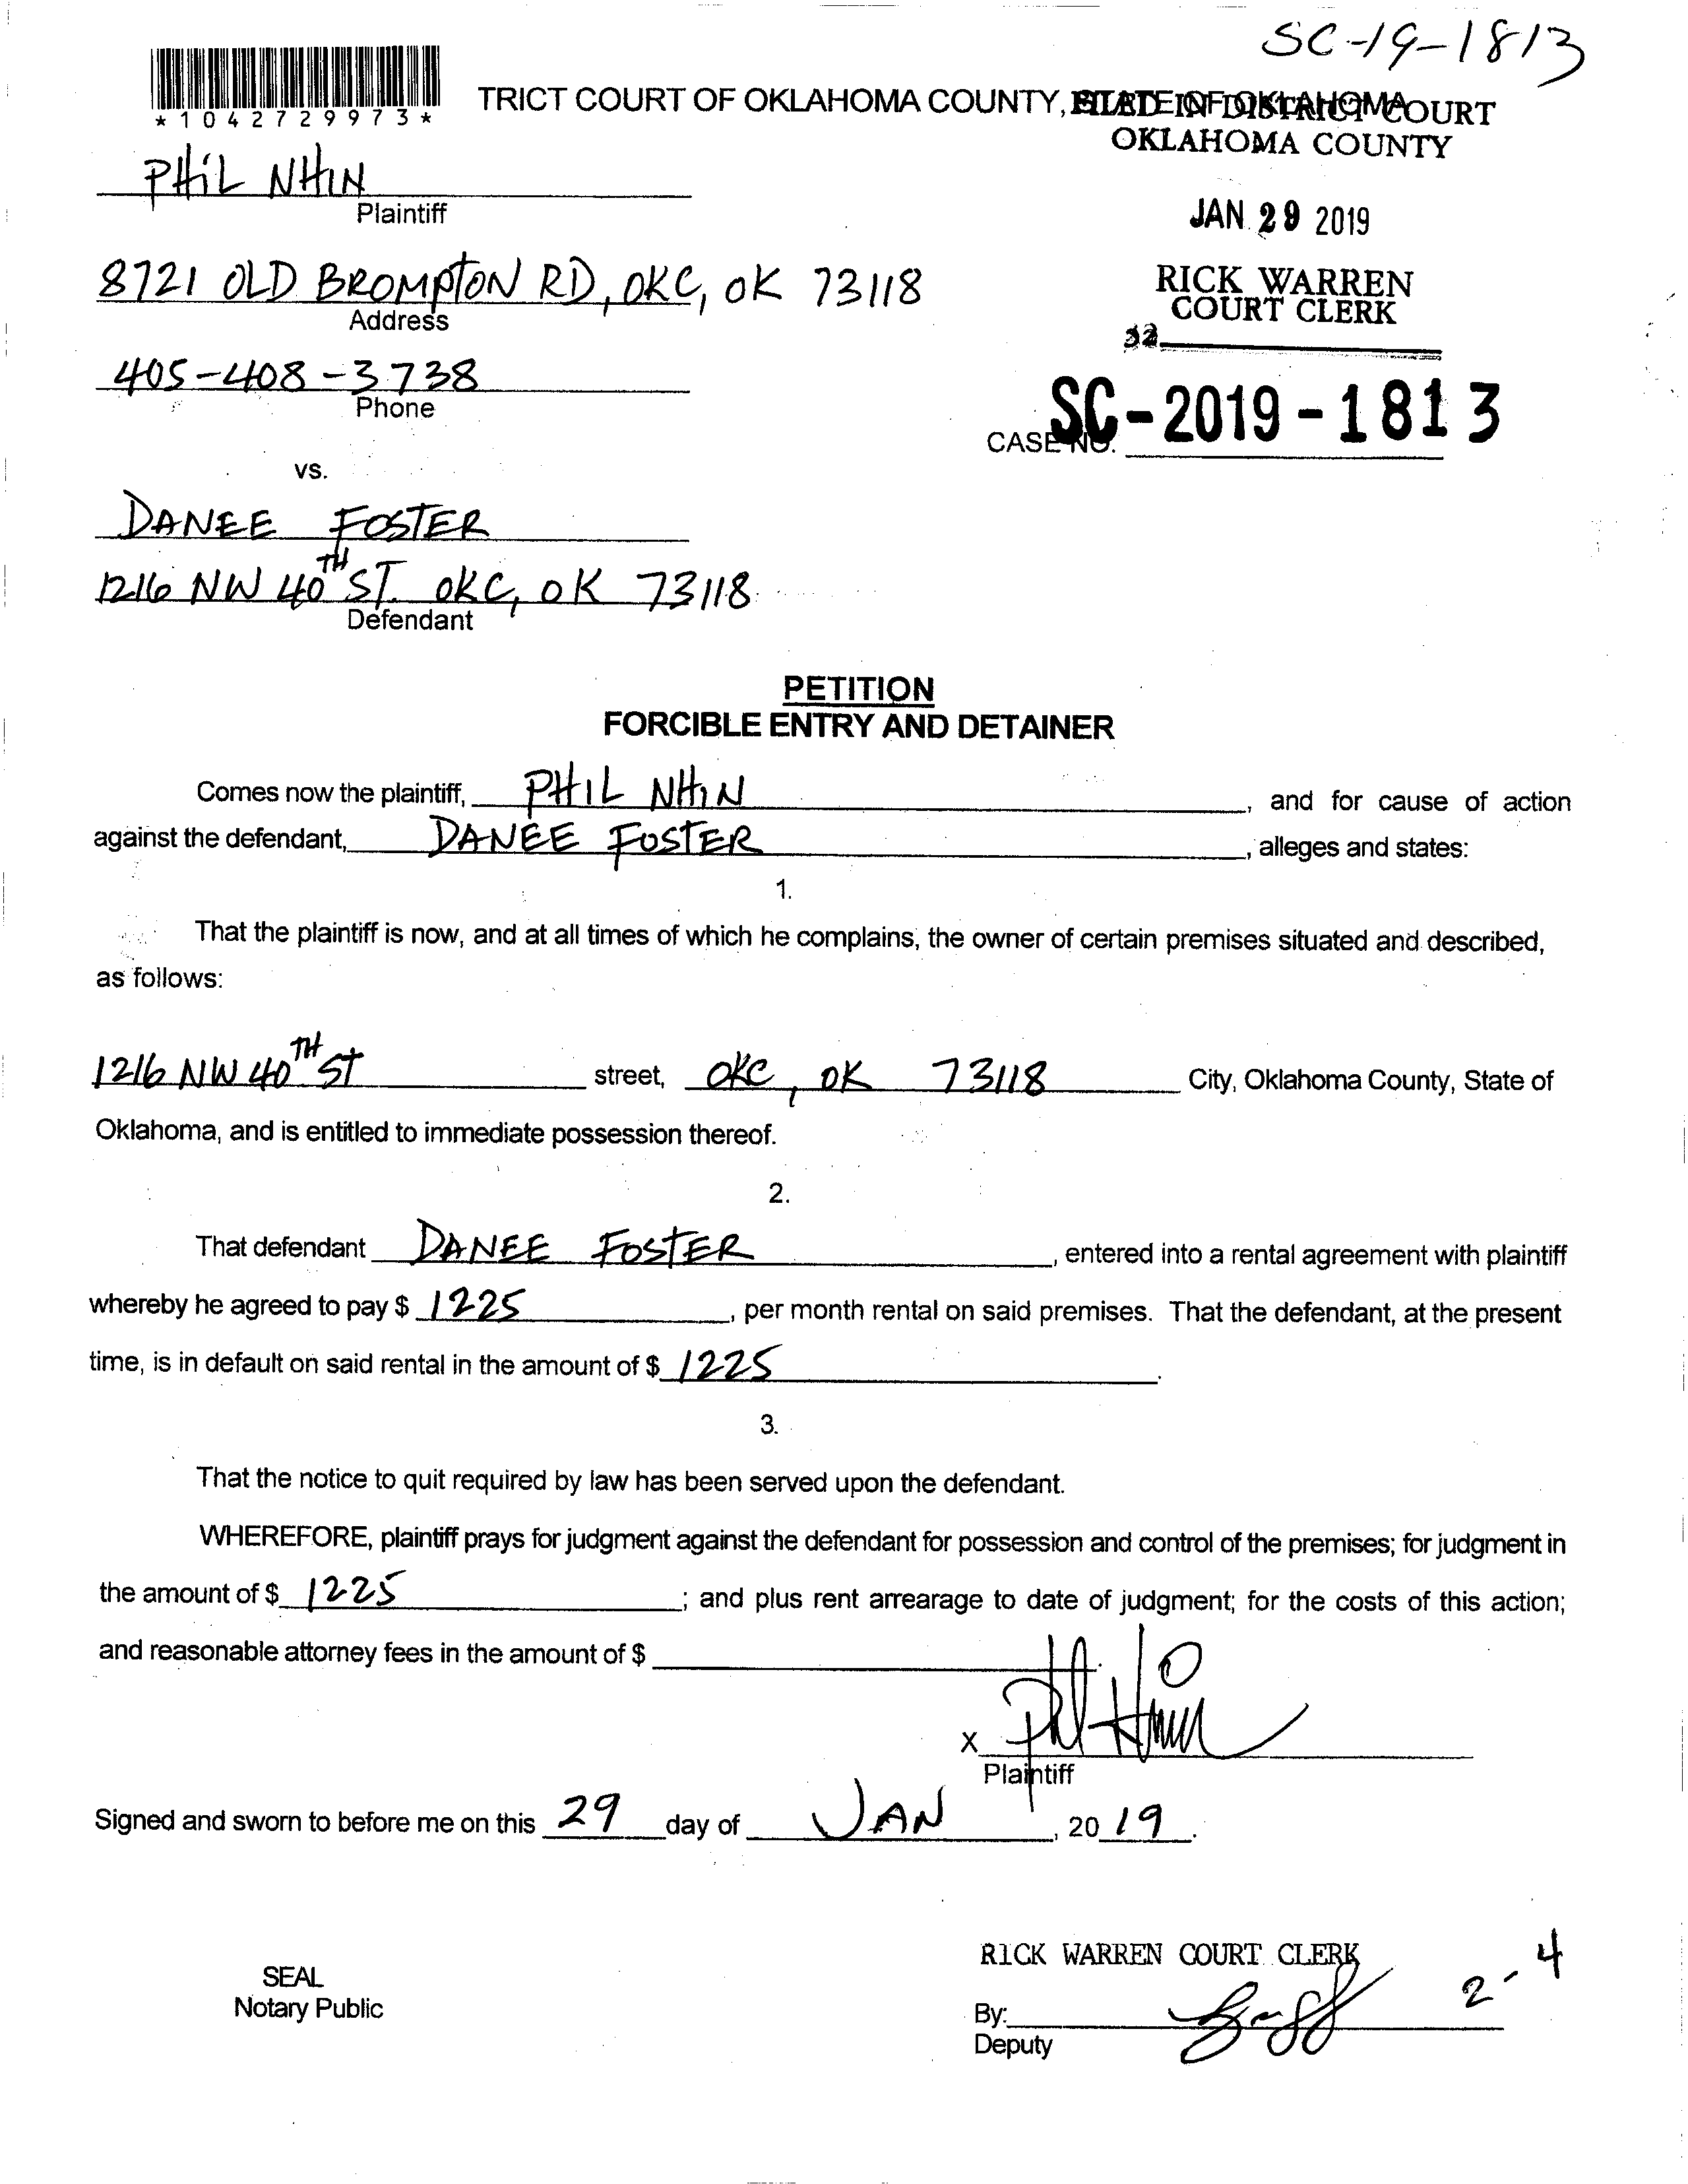 SC-19-1813
*1042729973*
TRICT COURT OF OKLAHOMA COUNTY, STATE OF OKLAHOMA
FILED IN DISTRICT COURT
OKLAHOMA COUNTY
PHIL NHIN
Plaintiff
JAN 29 2019
8721 OLD BROMPTON RD, OKC, OK 73118
Address
RICK WARREN
COURT CLERK
32
405-408-3738
Phone
CASE NO. SC-2019-1813
vs.
DANEE FOSTER
1216 NW 40TH ST. OKC, OK 73118
Defendant
PETITION
FORCIBLE ENTRY AND DETAINER
Comes now the plaintiff, PHIL NHIN, and for cause of action
against the defendant, DANEE FOSTER, alleges and states:
1.
That the plaintiff is now, and at all times of which he complains, the owner of certain premises situated and described,
as follows:
1216 NW 40TH ST street, OKC, OK 73118 City, Oklahoma County, State of
Oklahoma, and is entitled to immediate possession thereof.
2.
That defendant DANEE FOSTER, entered into a rental agreement with plaintiff
whereby he agreed to pay $ 1225, per month rental on said premises. That the defendant, at the present
time, is in default on said rental in the amount of $ 1225.
3.
That the notice to quit required by law has been served upon the defendant.
WHEREFORE, plaintiff prays for judgment against the defendant for possession and control of the premises; for judgment in
the amount of $ 1225; and plus rent arrearage to date of judgment; for the costs of this action;
and reasonable attorney fees in the amount of $
X Phil Nhin
Plaintiff
Signed and sworn to before me on this 29 day of JAN, 2019.
RICK WARREN COURT CLERK
2-4
SEAL
Notary Public
By:
Deputy